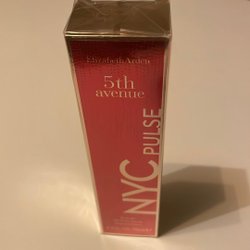 Elizabeth Arden
5th
avenue
NYC PULSE